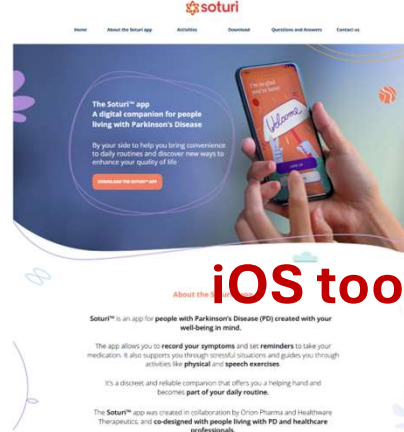 soturi
Home About the Soturi app Activities Download Questions and Answers Contact us
I'm so glad
you're here!
Welcome
The Soturi™ app
A digital companion for people
living with Parkinson's Disease
By your side to help you bring convenience
to daily routines and discover new ways to
enhance your quality of life
DOWNLOAD THE SOTURI™ APP
iOS too
About the
Soturi™ is an app for people with Parkinson's Disease (PD) created with your
well-being in mind.
The app allows you to record your symptoms and set reminders to take your
medication. It also supports you through stressful situations and guides you through
activities like physical and speech exercises.
It's a discreet and reliable companion that offers you a helping hand and
becomes part of your daily routine.
The Soturi™ app was created in collaboration by Orion Pharma and Healthware
Therapeutics, and co-designed with people living with PD and healthcare
professionals.